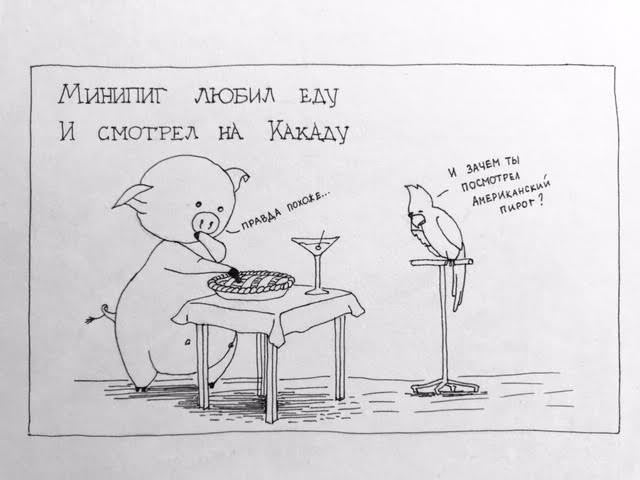 Минипиг любил еду
И смотрел на Какаду
правда похоже...
и зачем ты
посмотрел
Американский
пирог?